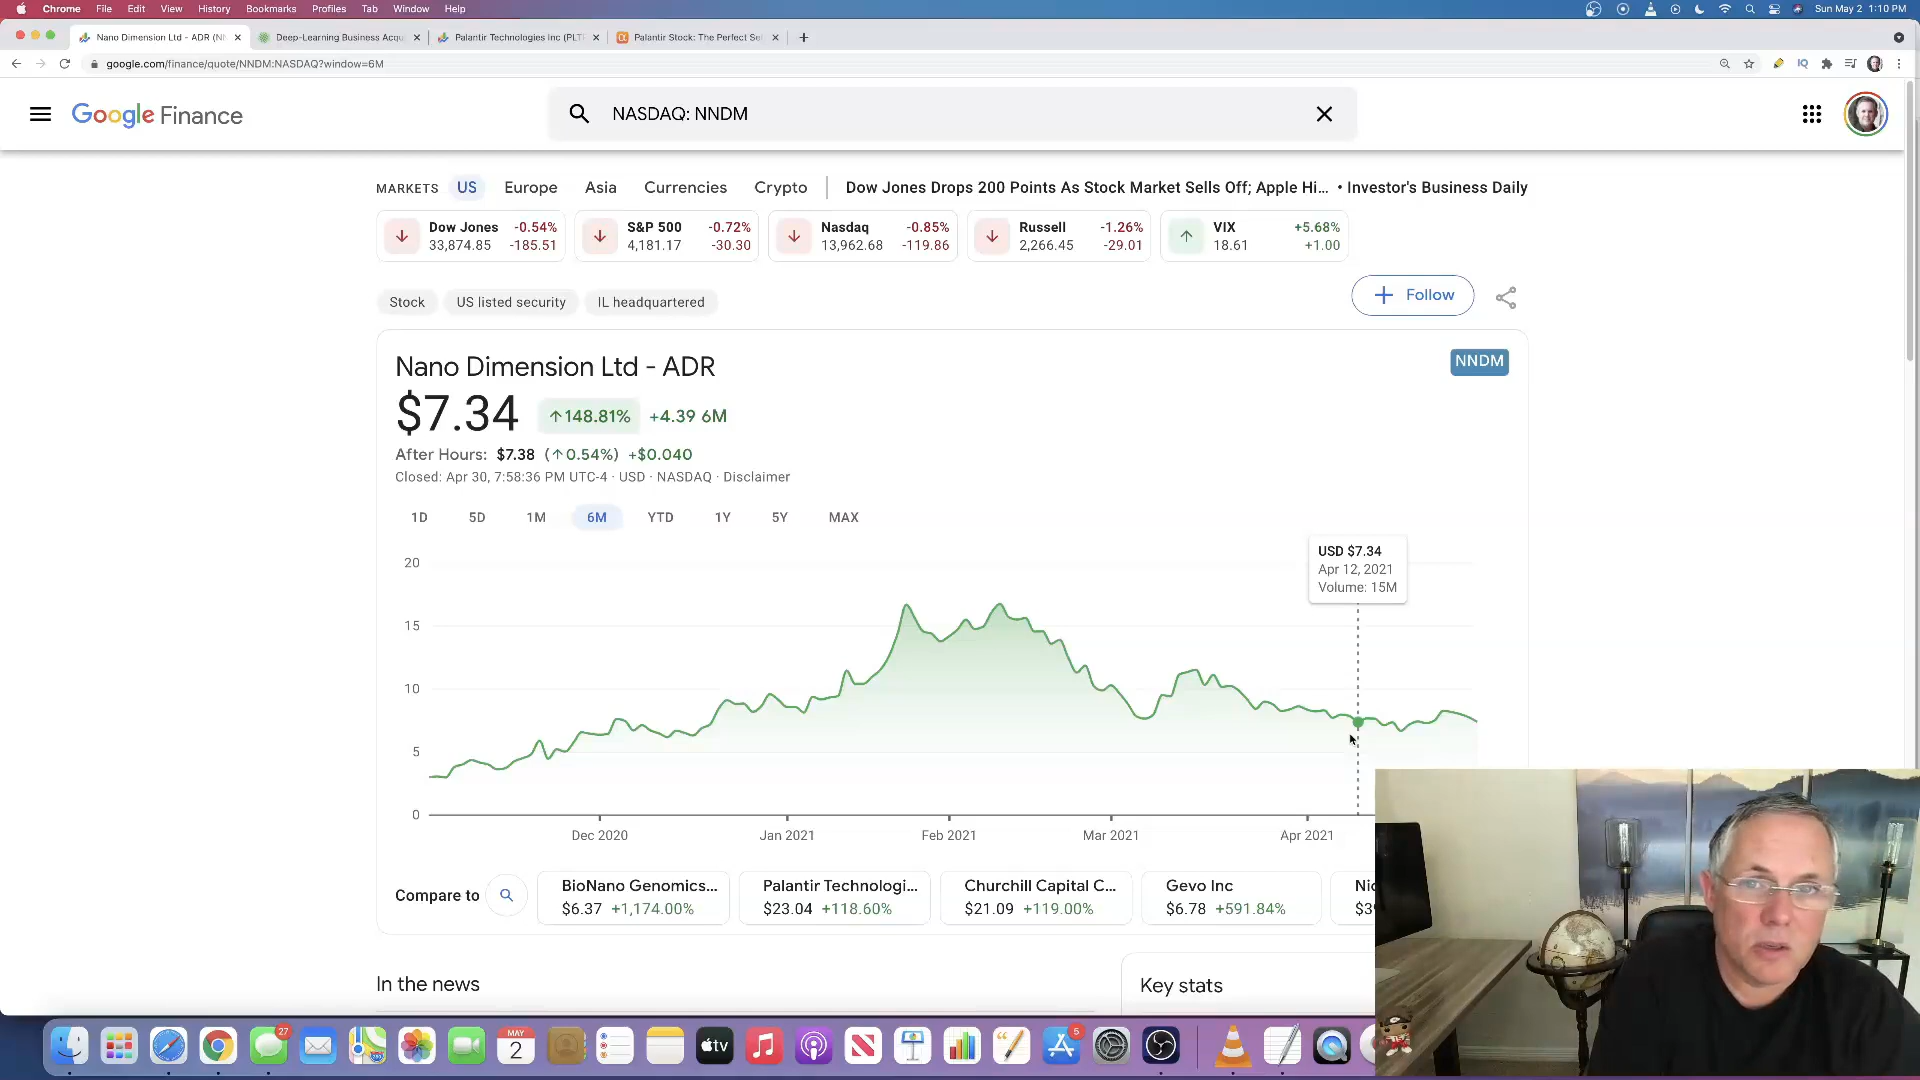 Chrome File Edit View History Bookmarks Profiles Tab Window Help Sun May 2 1:10 PM
Nano Dimension Ltd - ADR (NN Deep-Learning Business Acqu Palantir Technologies Inc (PLTR Palantir Stock: The Perfect Se
google.com/finance/quote/NNDM:NASDAQ?window=6M
IQ
Google Finance NASDAQ: NNDM
MARKETS US Europe Asia Currencies Crypto Dow Jones Drops 200 Points As Stock Market Sells Off; Apple Hi... • Investor's Business Daily
Dow Jones -0.54% S&P 500 -0.72% Nasdaq -0.85% Russell -1.26% VIX +5.68%
33,874.85 -185.51 4,181.17 -30.30 13,962.68 -119.86 2,266.45 -29.01 18.61 +1.00
Stock US listed security IL headquartered Follow
Nano Dimension Ltd - ADR NNDM
$7.34 148.81% +4.39 6M
After Hours: $7.38 (↑0.54%) +$0.040
Closed: Apr 30, 7:58:36 PM UTC-4 · USD · NASDAQ · Disclaimer
1D 5D 1M 6M YTD 1Y 5Y MAX
USD $7.34
Apr 12, 2021
Volume: 15M
20
15
10
5
0
Dec 2020 Jan 2021 Feb 2021 Mar 2021 Apr 2021
Compare to
BioNano Genomics... Palantir Technologi... Churchill Capital C... Gevo Inc Nic
$6.37 +1,174.00% $23.04 +118.60% $21.09 +119.00% $6.78 +591.84% $3
In the news Key stats
27
MAY
2
tv
5